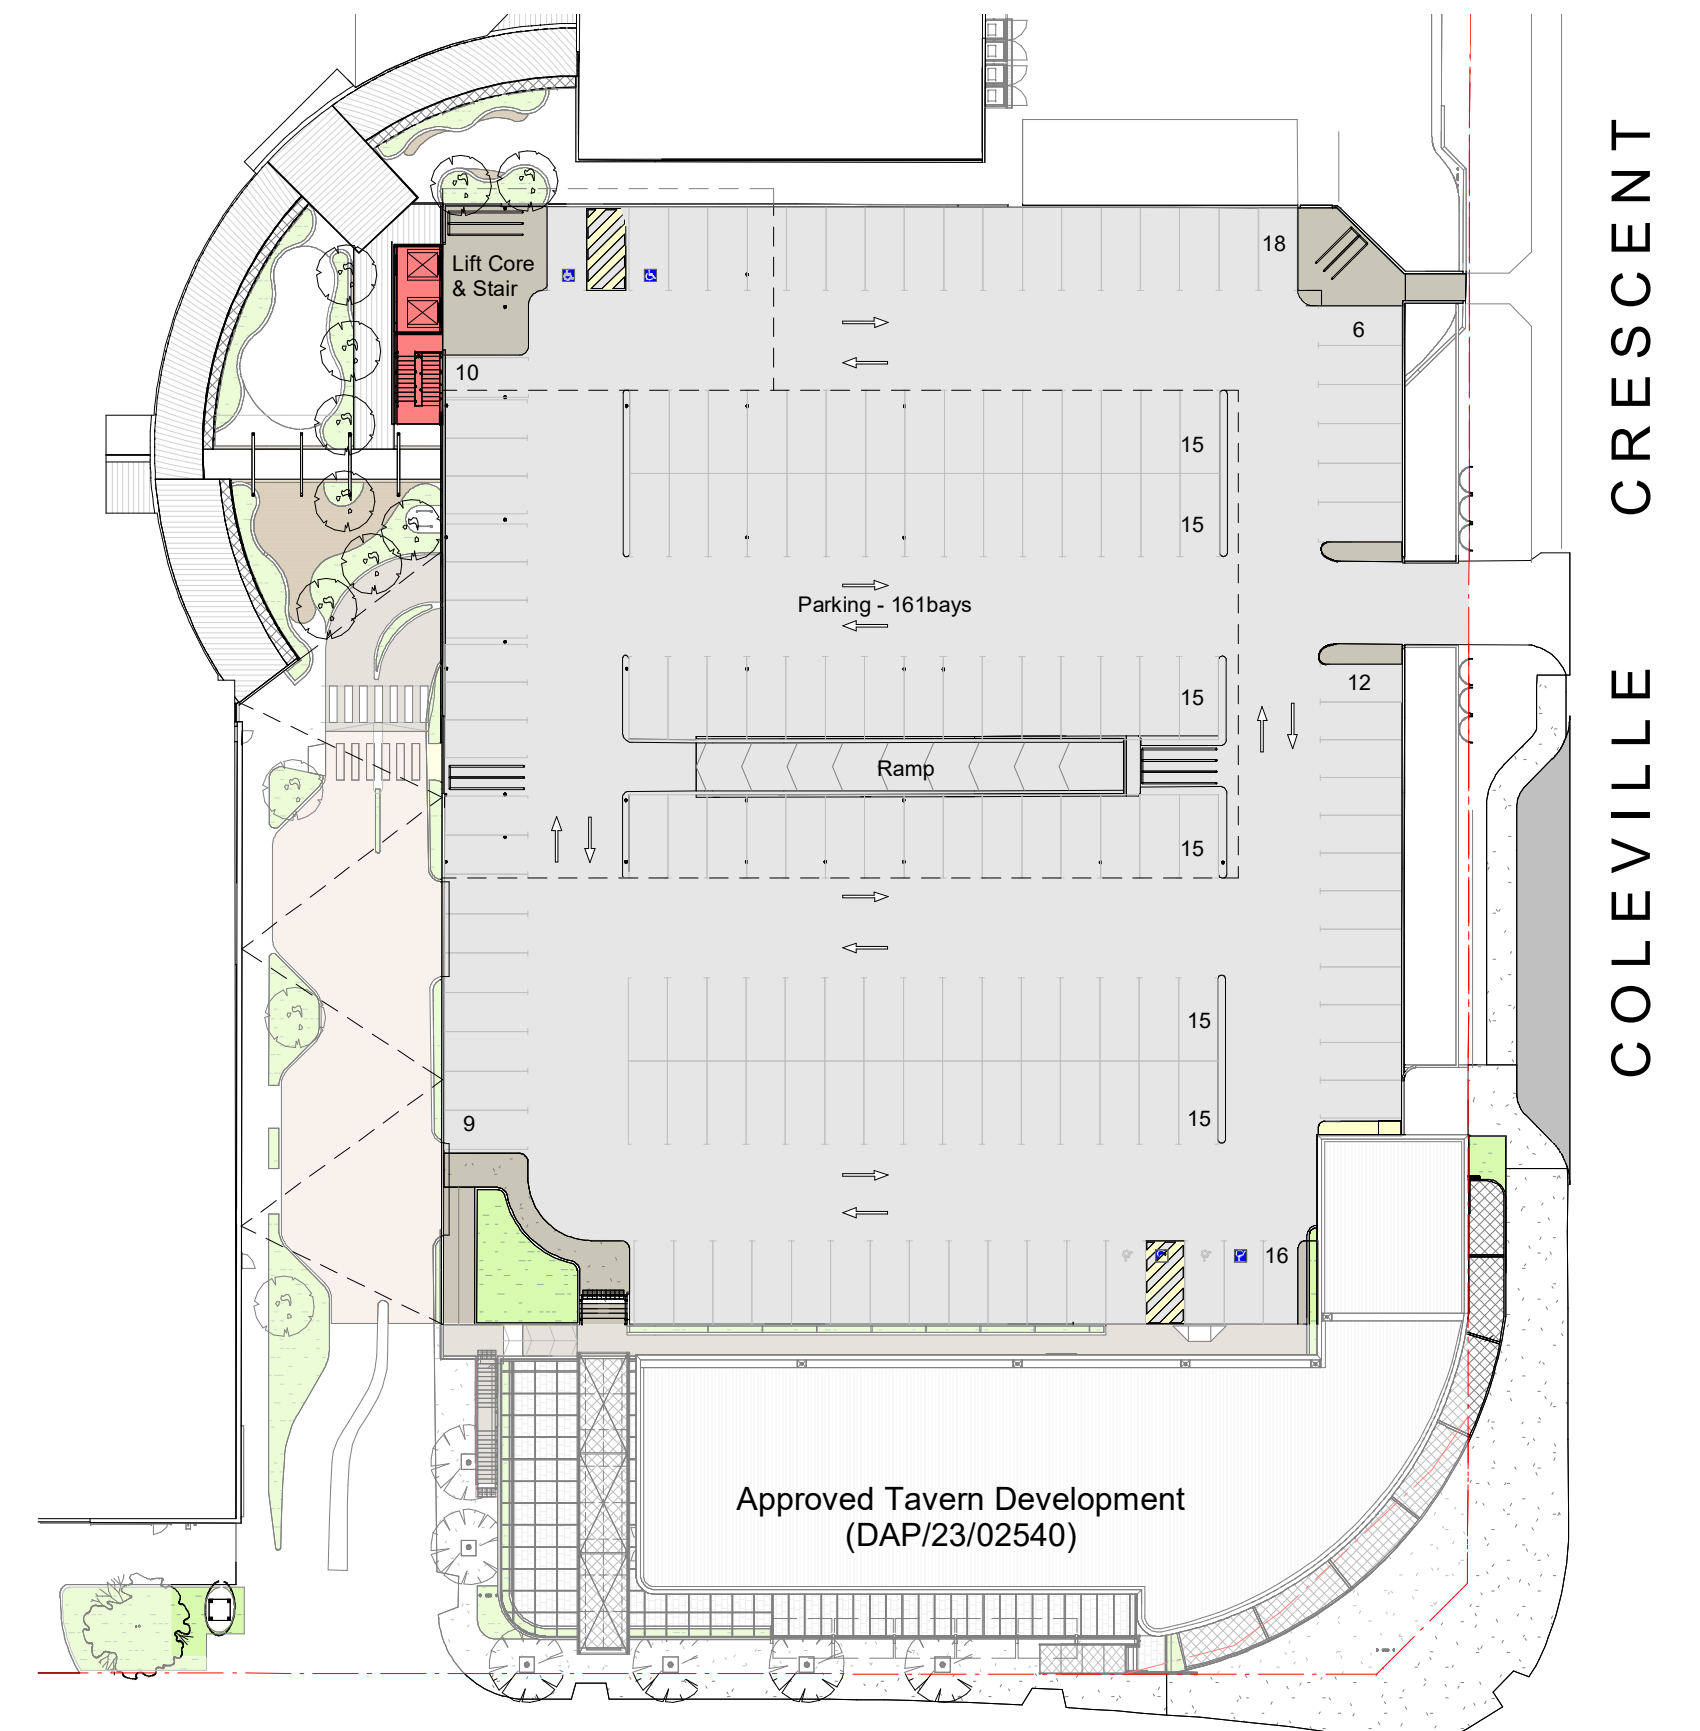 18
Lift Core
& Stair
6
10
15
15
Parking - 161bays
15
12
Ramp
15
15
15
9
16
Approved Tavern Development
(DAP/23/02540)
COLEVILLE CRESCENT